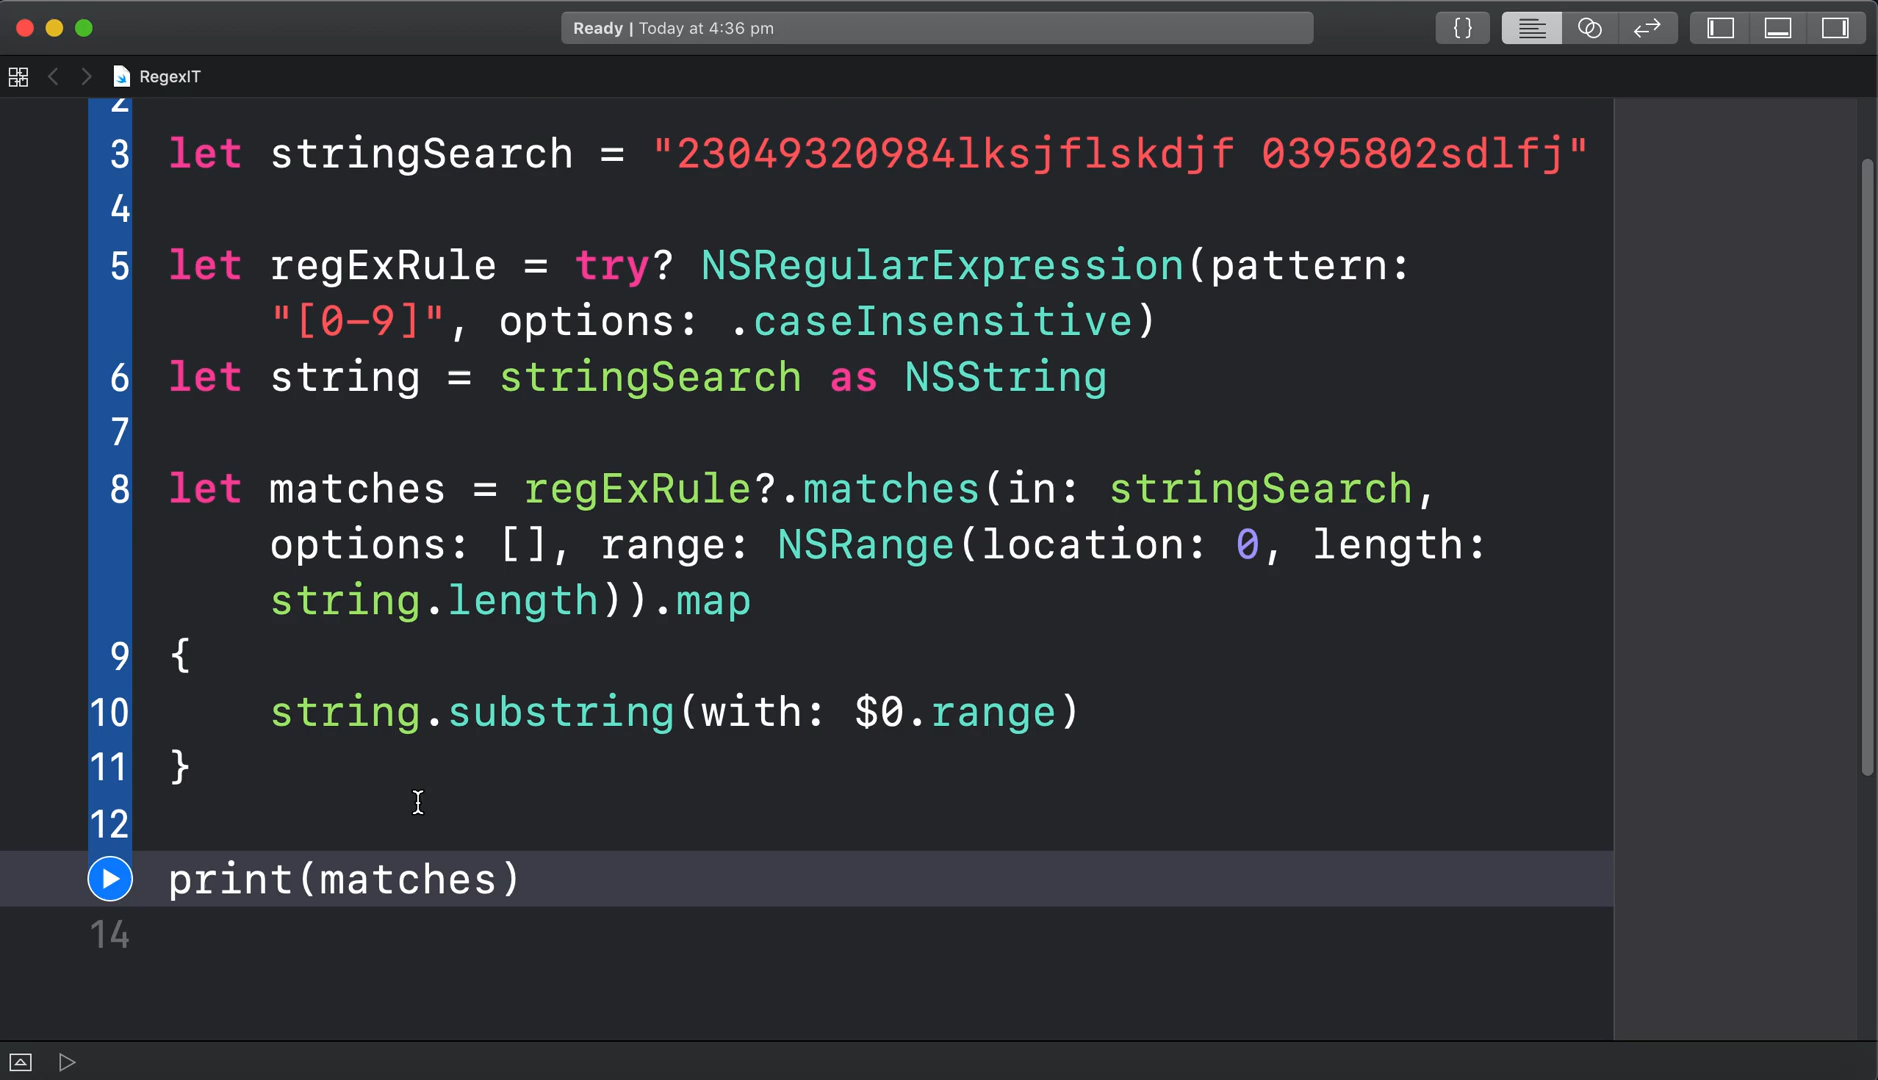 Ready | Today at 4:36 pm
{}
RegexIT
2
3 let stringSearch = "23049320984lksjflskdjf 0395802sdlfj"
4
5 let regExRule = try? NSRegularExpression(pattern:
"[0-9]", options: .caseInsensitive)
6 let string = stringSearch as NSString
7
8 let matches = regExRule?.matches(in: stringSearch,
options: [], range: NSRange(location: 0, length:
string.length)).map
9 {
10 string.substring(with: $0.range)
11 }
12
print(matches)
14